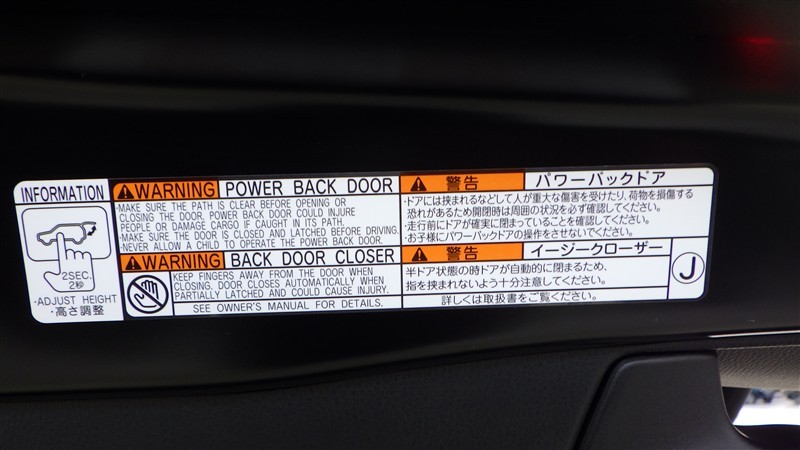 INFORMATION
2SEC.
2秒
·ADJUST HEIGHT
·高さ調整
WARNING POWER BACK DOOR
·MAKE SURE THE PATH IS CLEAR BEFORE OPENING OR
CLOSING THE DOOR. POWER BACK DOOR COULD INJURE
PEOPLE OR DAMAGE CARGO IF CAUGHT IN ITS PATH.
·MAKE SURE THE DOOR IS CLOSED AND LATCHED BEFORE DRIVING.
·NEVER ALLOW A CHILD TO OPERATE THE POWER BACK DOOR.
WARNING BACK DOOR CLOSER
KEEP FINGERS AWAY FROM THE DOOR WHEN
CLOSING. DOOR CLOSES AUTOMATICALLY WHEN
PARTIALLY LATCHED AND COULD CAUSE INJURY.
SEE OWNER'S MANUAL FOR DETAILS.
警告 パワーバックドア
・ドアには挟まれるなどして人が重大な傷害を受けたり、荷物を損傷する
恐れがあるため開閉時は周囲の状況を必ず確認してください。
・走行前にドアが確実に閉まっていることを確認してください。
・お子様にパワーバックドアの操作をさせないでください。
警告 イージークローザー
半ドア状態の時ドアが自動的に閉まるため、
指を挟まれないよう十分注意してください。
詳しくは取扱書をご覧ください。
J